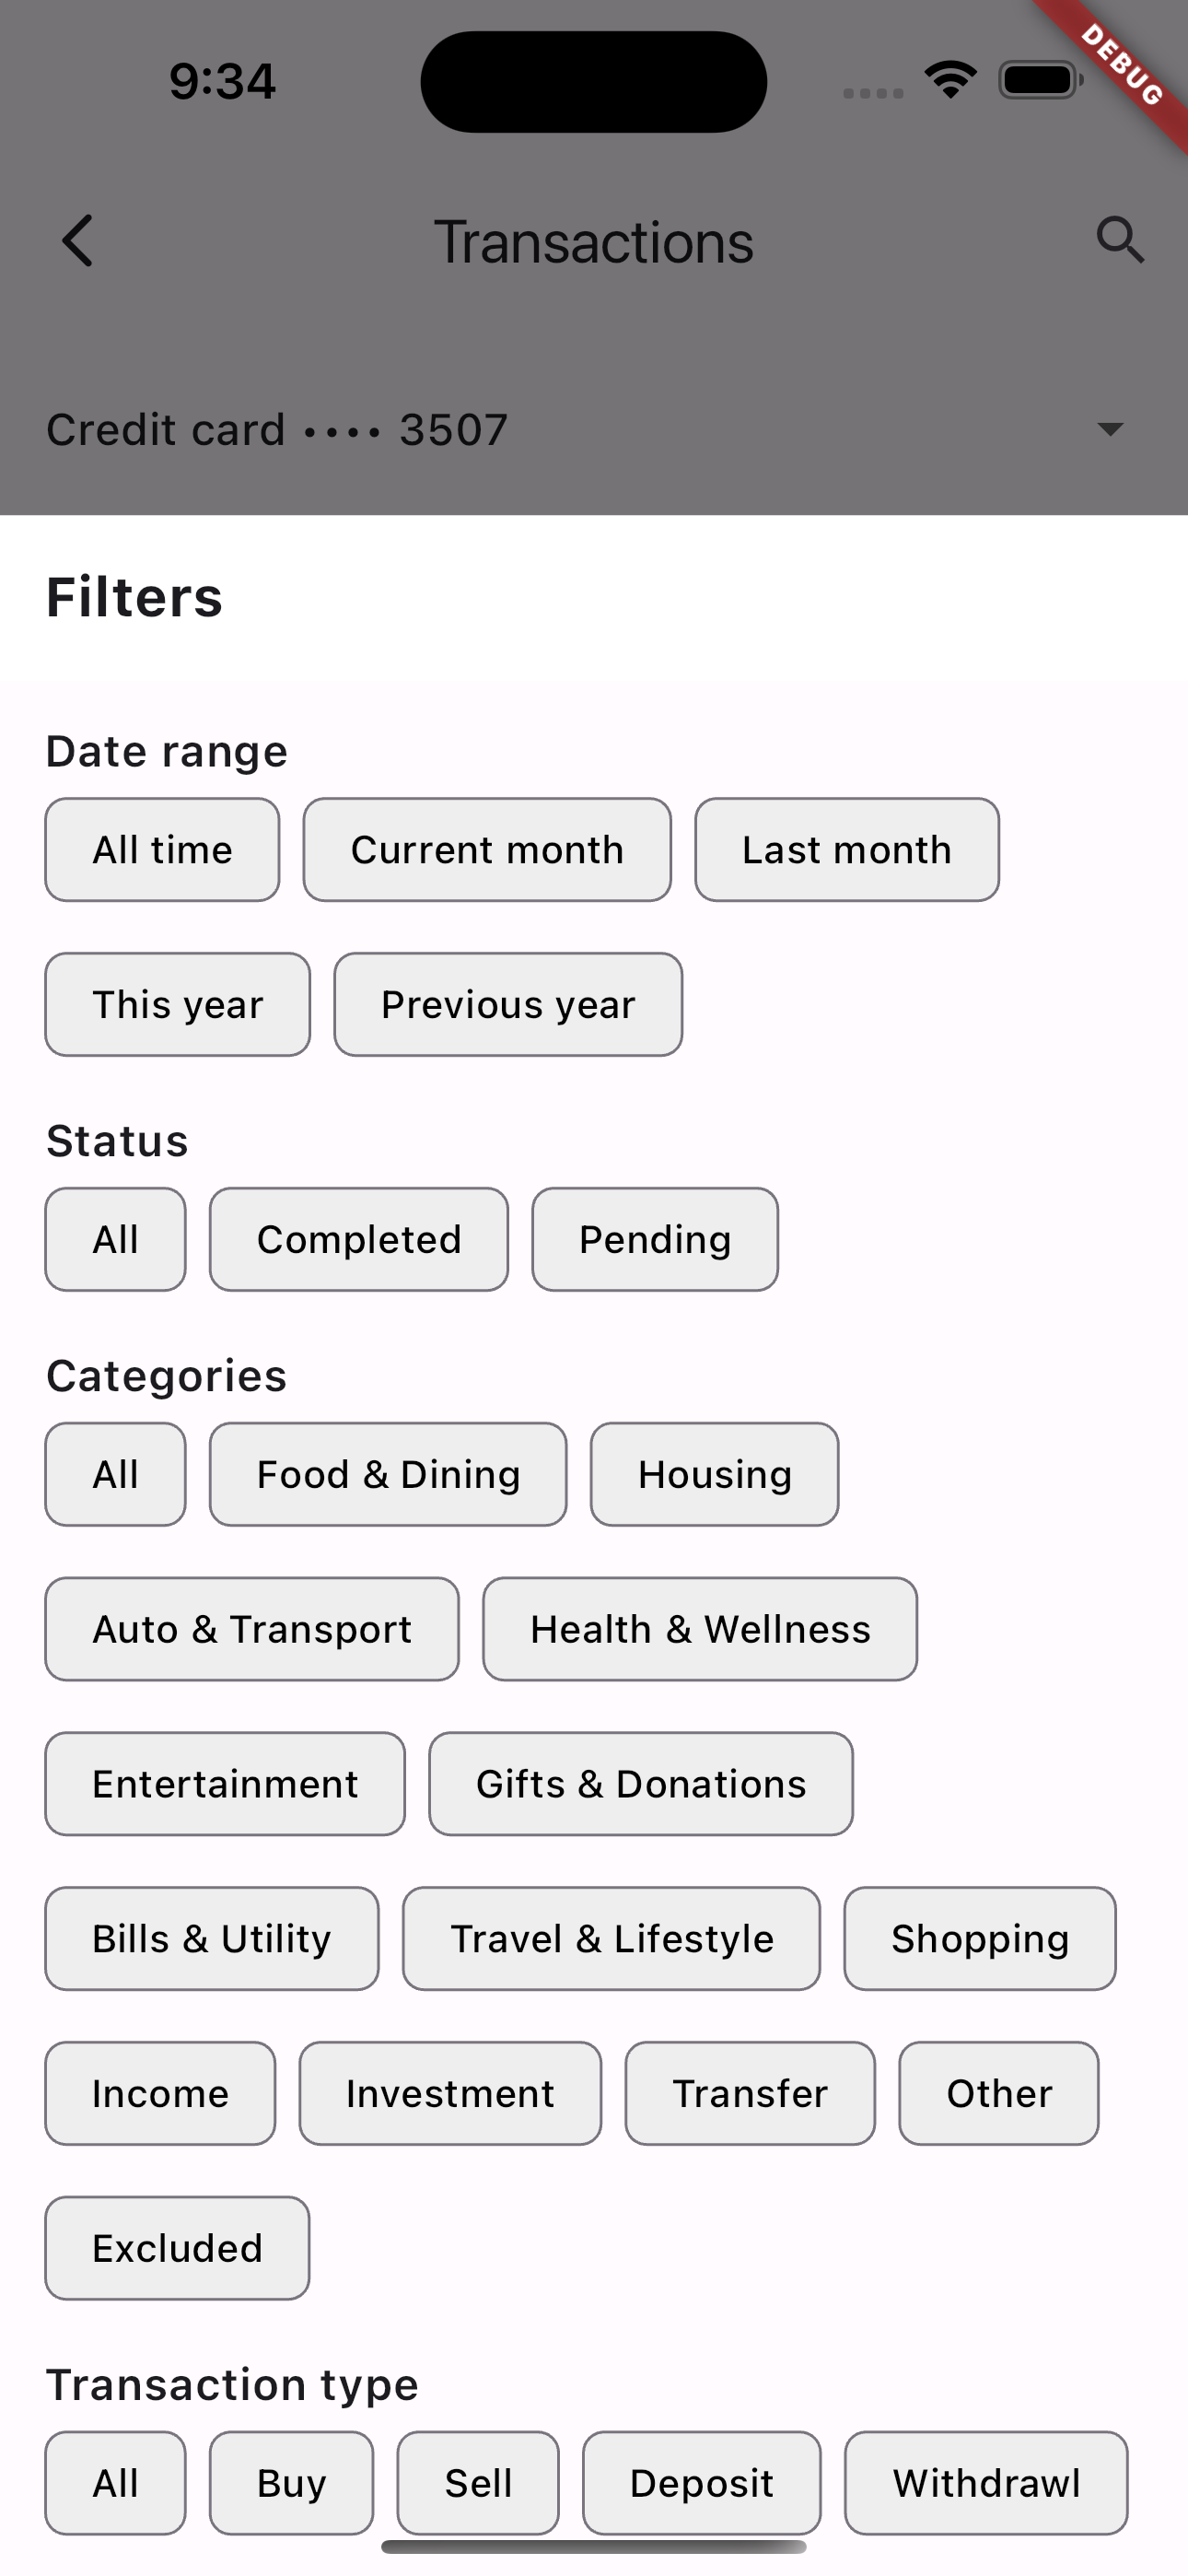 9:34
DEBUG
Transactions
Credit card •••• 3507
Filters
Date range
All time Current month Last month
This year Previous year
Status
All Completed Pending
Categories
All Food & Dining Housing
Auto & Transport Health & Wellness
Entertainment Gifts & Donations
Bills & Utility Travel & Lifestyle Shopping
Income Investment Transfer Other
Excluded
Transaction type
All Buy Sell Deposit Withdrawl